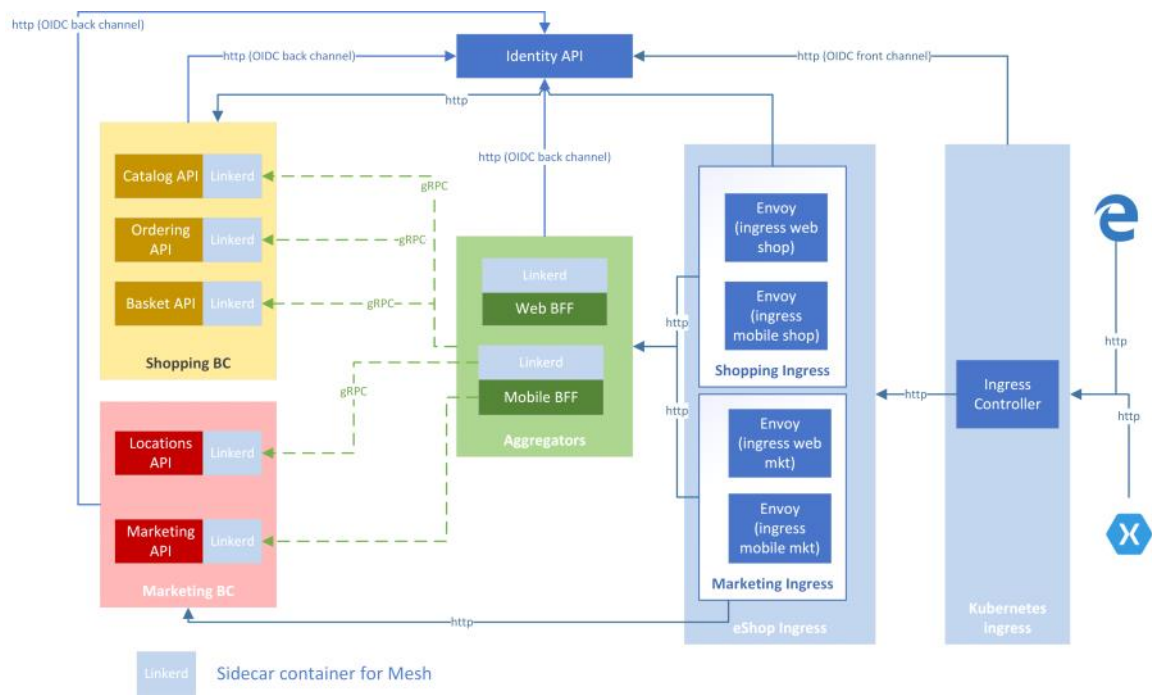 http (OIDC back channel)
http (OIDC back channel)
Identity API
http (OIDC front channel)
http
http (OIDC back channel)
Catalog API
Linkerd
gRPC
Ordering
API
Linkerd
gRPC
Basket API
Linkerd
gRPC
Shopping BC
Linkerd
Web BFF
Linkerd
Mobile BFF
Aggregators
gRPC
Locations
API
Linkerd
Marketing
API
Linkerd
Marketing BC
http
http
Envoy
(ingress web
shop)
Envoy
(ingress
mobile shop)
Shopping Ingress
Envoy
(ingress web
mkt)
Envoy
(ingress
mobile mkt)
Marketing Ingress
eShop Ingress
http
http
Ingress
Controller
Kubernetes
ingress
http
http
Linkerd
Sidecar container for Mesh